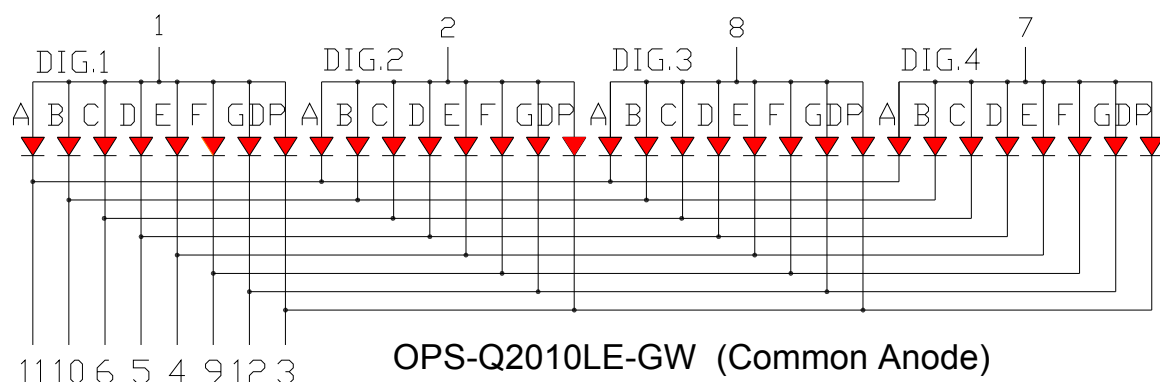 1 2 8 7
DIG.1 DIG.2 DIG.3 DIG.4
A B C D E F G DP A B C D E F G DP A B C D E F G DP A B C D E F G DP
11 10 6 5 4 9 12 3
OPS-Q2010LE-GW (Common Anode)